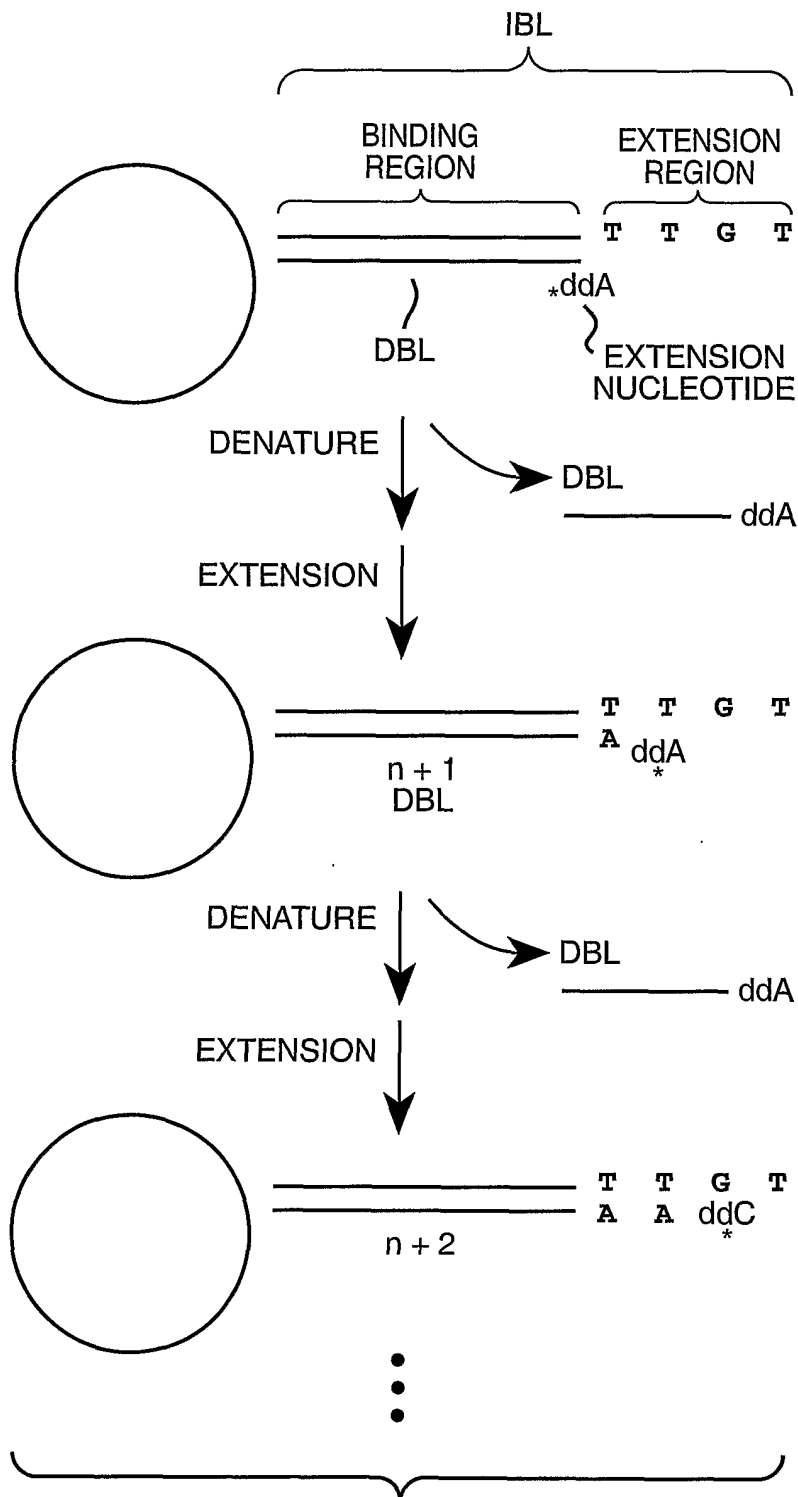 IBL
BINDING
REGION
EXTENSION
REGION
T T G T
*ddA
DBL
EXTENSION
NUCLEOTIDE
DENATURE
DBL
ddA
EXTENSION
T T G T
A ddA
*
n + 1
DBL
DENATURE
DBL
ddA
EXTENSION
T T G T
A A ddC
*
n + 2